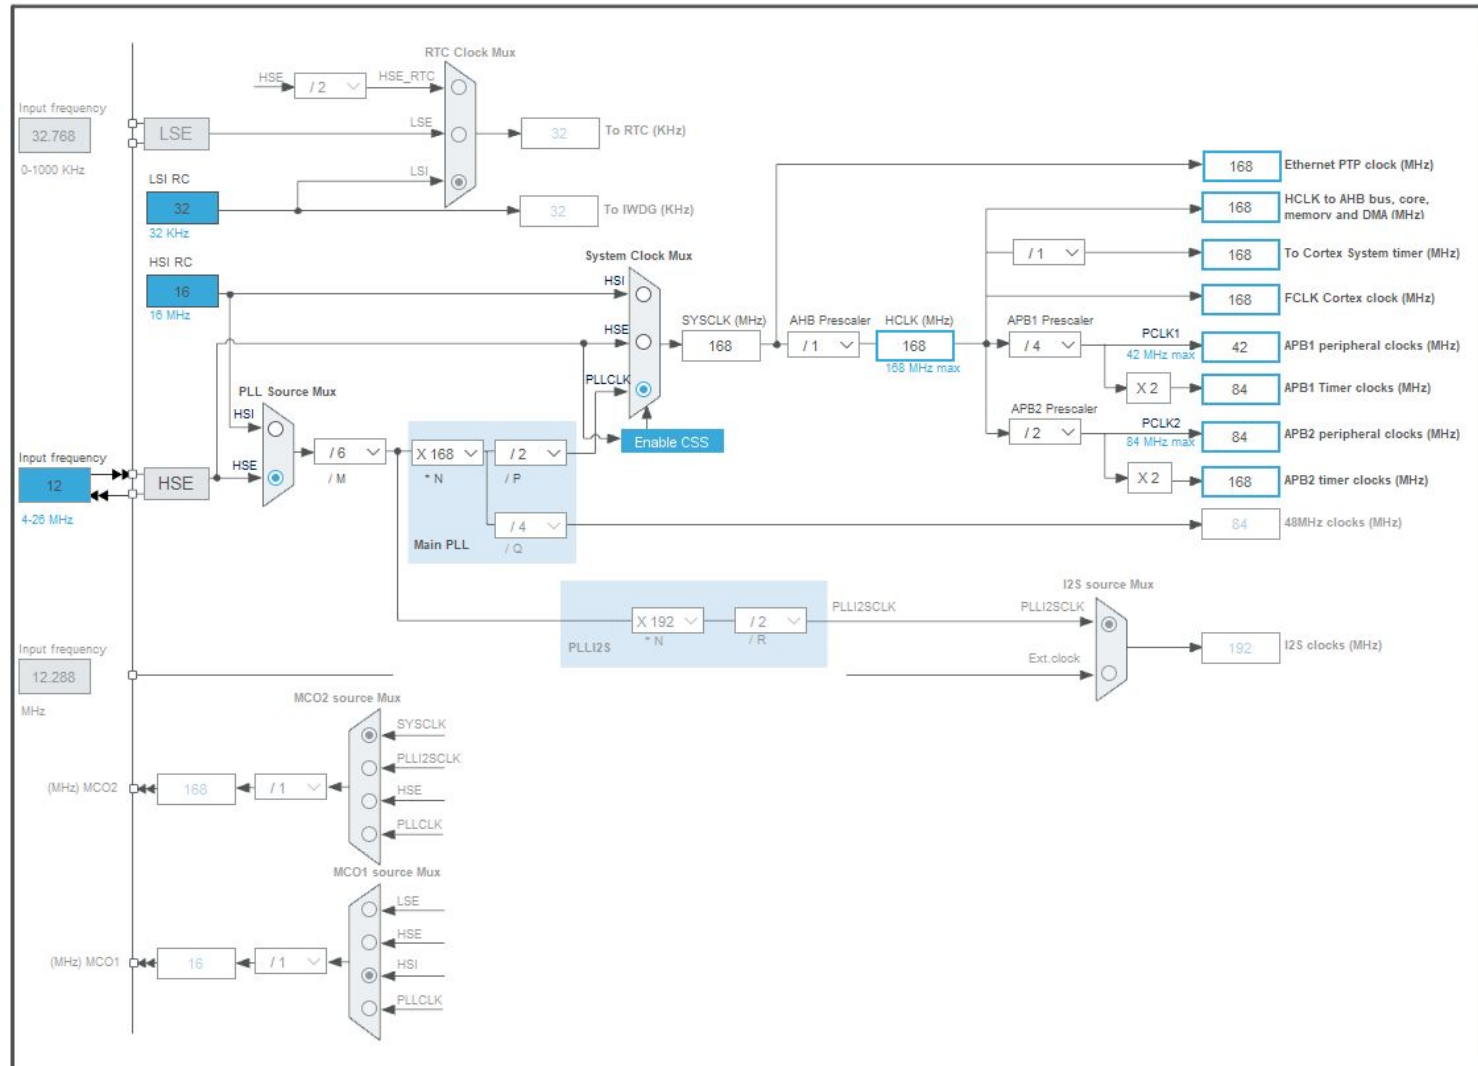 RTC Clock Mux
HSE
/ 2
HSE_RTC
Input frequency
32.768
0-1000 KHz
LSE
LSE
32
To RTC (KHz)
LSI RC
32
32 KHz
LSI
32
To IWDG (KHz)
HSI RC
16
16 MHz
System Clock Mux
HSI
HSE
PLLCLK
Enable CSS
SYSCLK (MHz)
168
AHB Prescaler
/ 1
HCLK (MHz)
168
168 MHz max
168
Ethernet PTP clock (MHz)
168
HCLK to AHB bus, core,
memory and DMA (MHz)
/ 1
168
To Cortex System timer (MHz)
168
FCLK Cortex clock (MHz)
APB1 Prescaler
/ 4
PCLK1
42 MHz max
42
APB1 peripheral clocks (MHz)
X 2
84
APB1 Timer clocks (MHz)
APB2 Prescaler
/ 2
PCLK2
84 MHz max
84
APB2 peripheral clocks (MHz)
X 2
168
APB2 timer clocks (MHz)
84
48MHz clocks (MHz)
PLL Source Mux
HSI
HSE
Input frequency
12
4-26 MHz
HSE
/ 6
/ M
X 168
* N
/ 2
/ P
/ 4
/ Q
Main PLL
X 192
* N
/ 2
/ R
PLLI2S
PLLI2SCLK
I2S source Mux
PLLI2SCLK
Ext.clock
192
I2S clocks (MHz)
Input frequency
12.288
MHz
MCO2 source Mux
SYSCLK
PLLI2SCLK
HSE
PLLCLK
(MHz) MCO2
168
/ 1
MCO1 source Mux
LSE
HSE
HSI
PLLCLK
(MHz) MCO1
16
/ 1